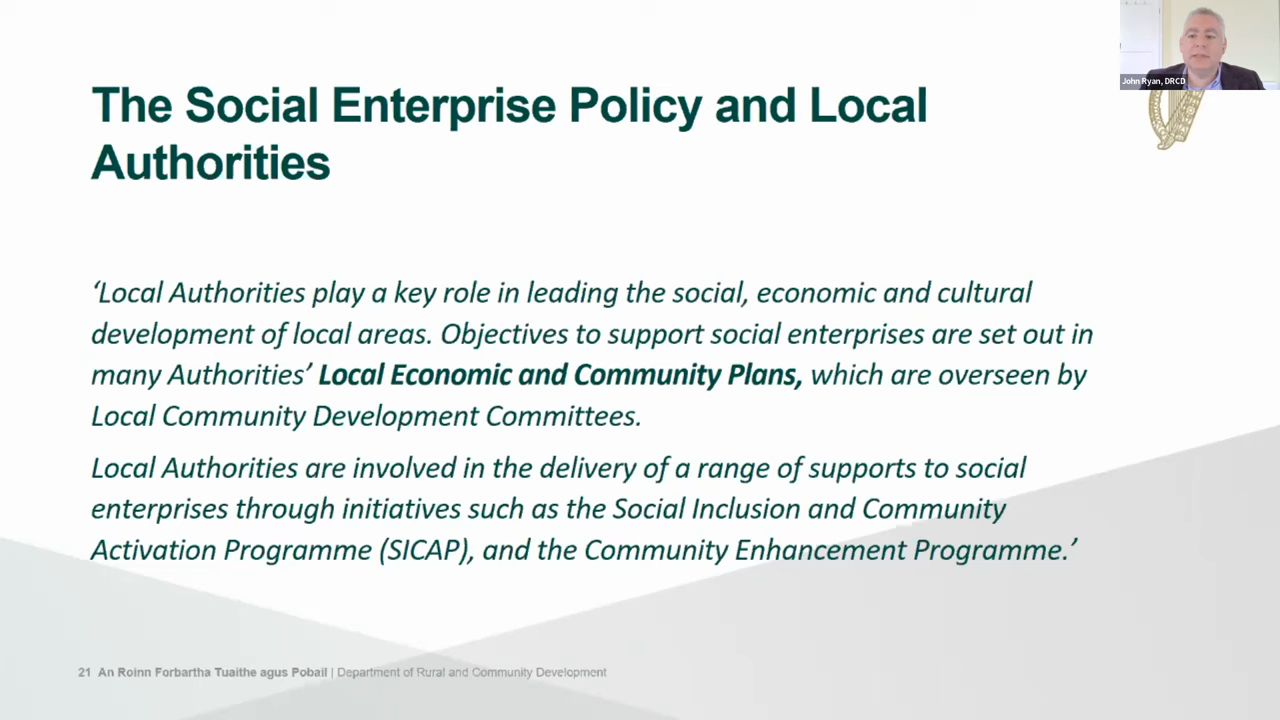 John Ryan, DRCD
The Social Enterprise Policy and Local
Authorities
‘Local Authorities play a key role in leading the social, economic and cultural
development of local areas. Objectives to support social enterprises are set out in
many Authorities’ Local Economic and Community Plans, which are overseen by
Local Community Development Committees.
Local Authorities are involved in the delivery of a range of supports to social
enterprises through initiatives such as the Social Inclusion and Community
Activation Programme (SICAP), and the Community Enhancement Programme.’
21 An Roinn Forbartha Tuaithe agus Pobail | Department of Rural and Community Development